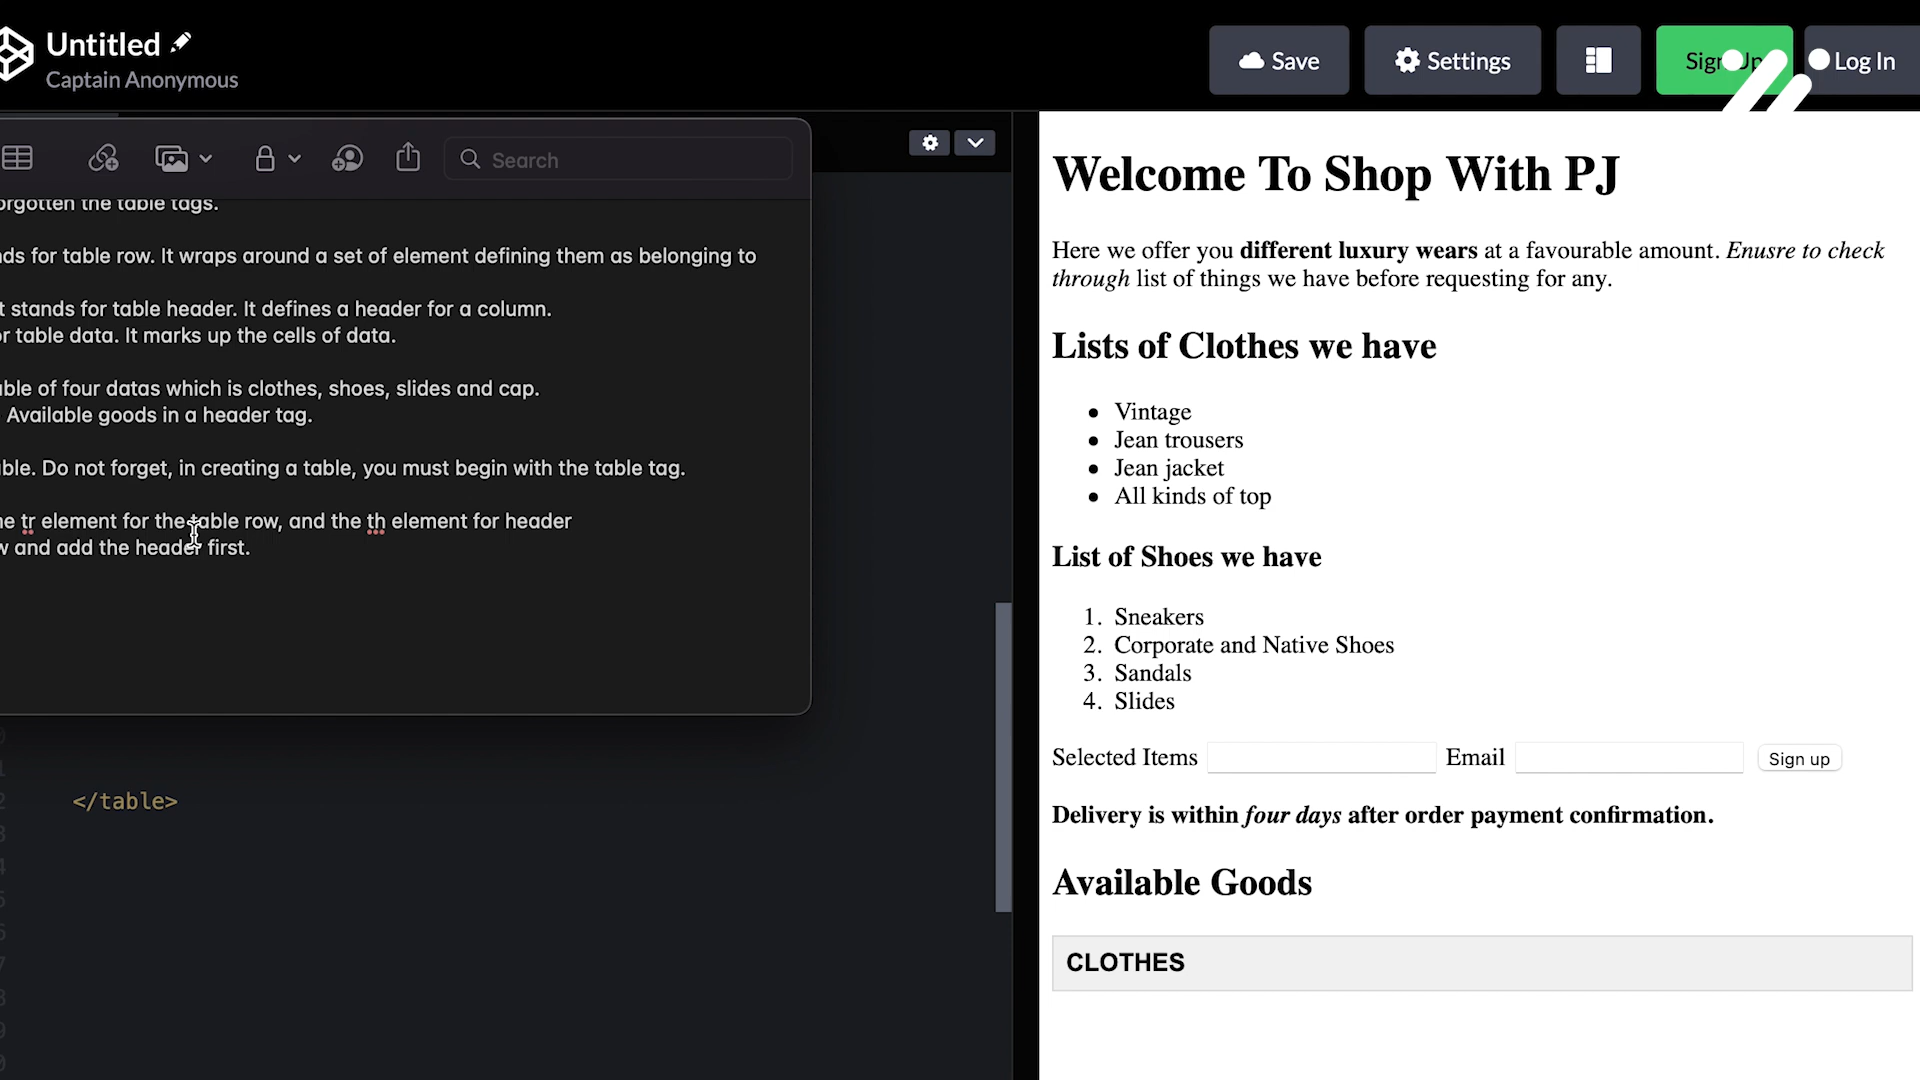 Untitled
Captain Anonymous
Save
Settings
Log In
Search
orgotten the table tags.
ds for table row. It wraps around a set of element defining them as belonging to
t stands for table header. It defines a header for a column.
r table data. It marks up the cells of data.
ble of four datas which is clothes, shoes, slides and cap.
Available goods in a header tag.
ble. Do not forget, in creating a table, you must begin with the table tag.
e tr element for the table row, and the th element for header
w and add the header first.
</table>
Welcome To Shop With PJ
Here we offer you different luxury wears at a favourable amount. Enusre to check
through list of things we have before requesting for any.
Lists of Clothes we have
• Vintage
• Jean trousers
• Jean jacket
• All kinds of top
List of Shoes we have
1. Sneakers
2. Corporate and Native Shoes
3. Sandals
4. Slides
Selected Items Email Sign up
Delivery is within four days after order payment confirmation.
Available Goods
CLOTHES